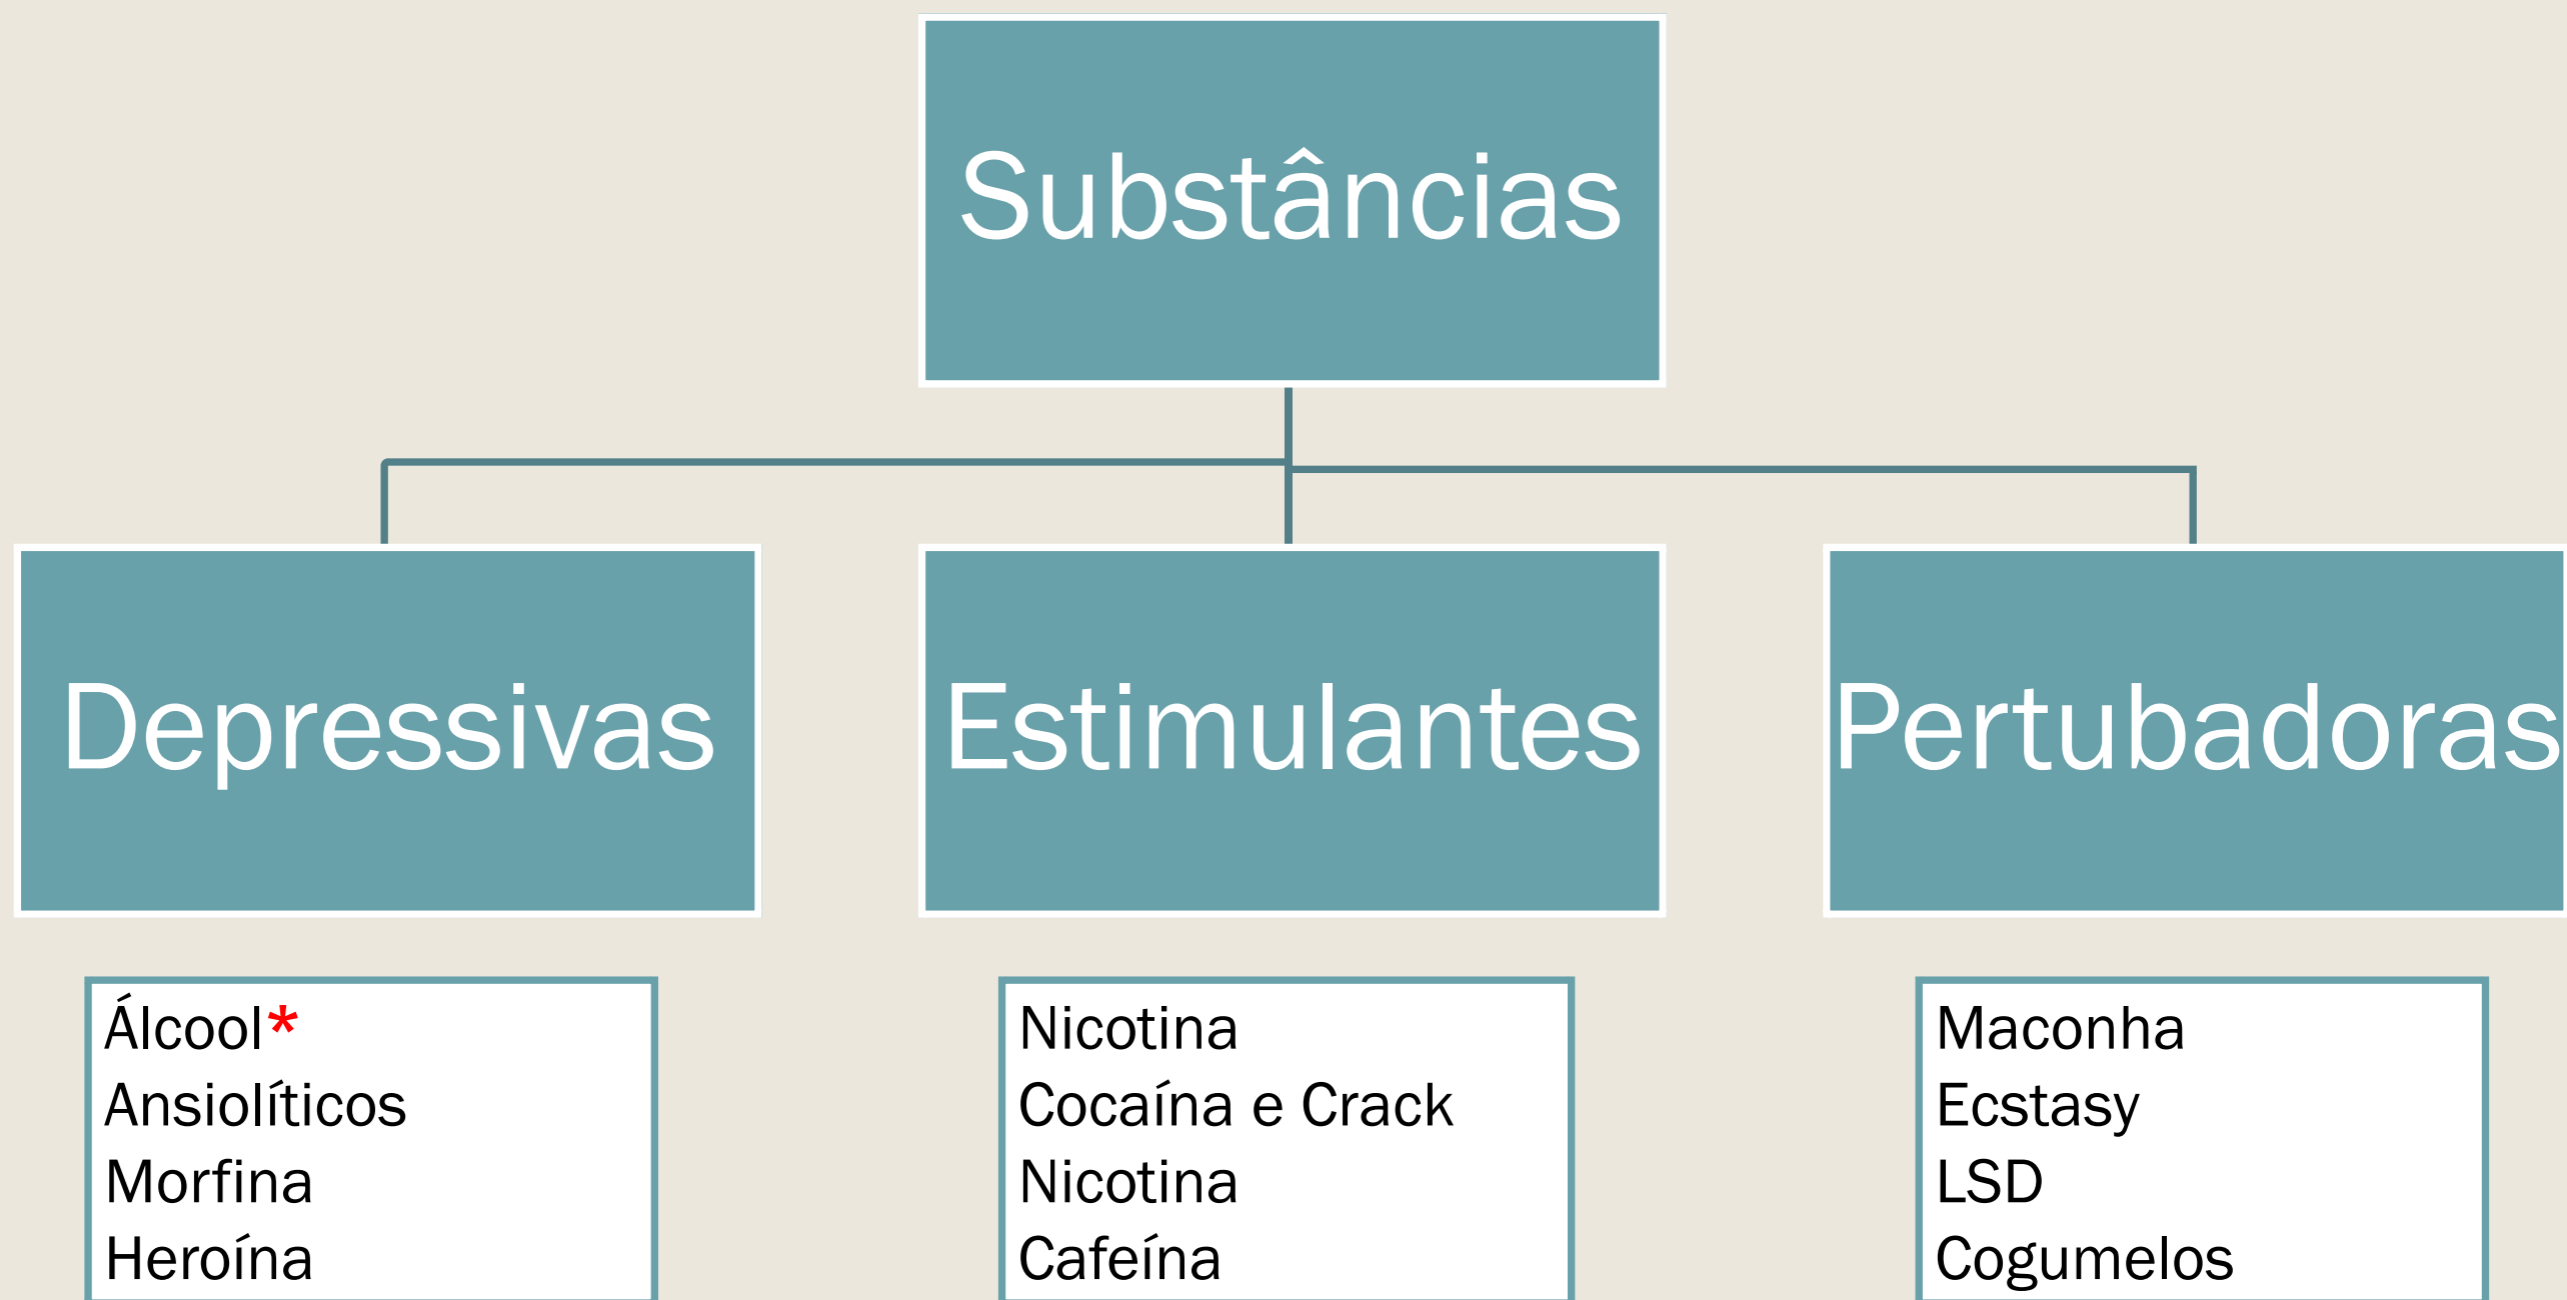 Substâncias
Depressivas
Estimulantes
Pertubadoras
Álcool*
Ansiolíticos
Morfina
Heroína
Nicotina
Cocaína e Crack
Nicotina
Cafeína
Maconha
Ecstasy
LSD
Cogumelos